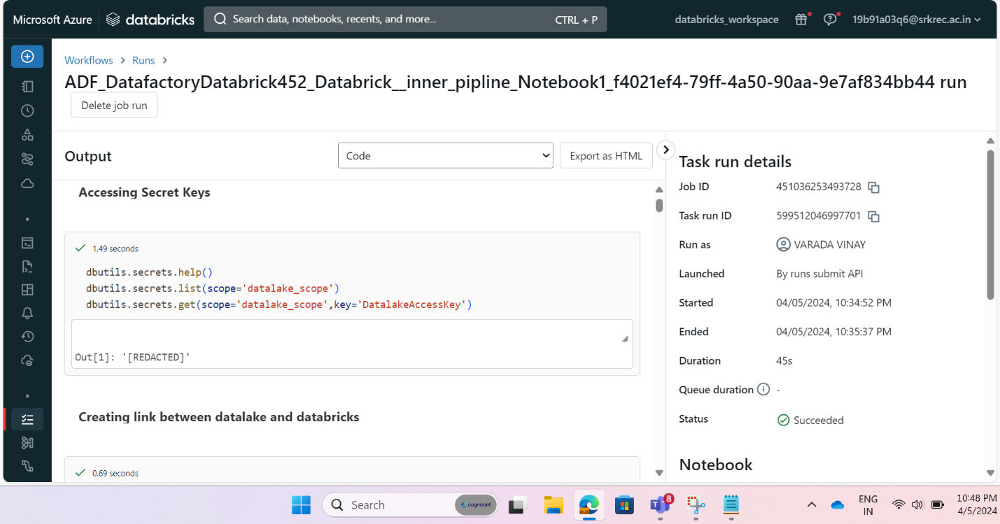 Microsoft Azure databricks Search data, notebooks, recents, and more... CTRL + P databricks_workspace 19b91a03q6@srkrec.ac.in
Workflows > Runs >
ADF_DatafactoryDatabrick452_Databrick__inner_pipline_Notebook1_f4021ef4-79ff-4a50-90aa-9e7af834bb44 run
Delete job run
Output Code Export as HTML
Accessing Secret Keys
1.49 seconds
dbutils.secrets.help()
dbutils.secrets.list(scope='datalake_scope')
dbutils.secrets.get(scope='datalake_scope',key='DatalakeAccessKey')
Out[1]: '[REDACTED]'
Creating link between datalake and databricks
0.69 seconds
Task run details
Job ID 451036253493728
Task run ID 599512046997701
Run as VARADA VINAY
Launched By runs submit API
Started 04/05/2024, 10:34:52 PM
Ended 04/05/2024, 10:35:37 PM
Duration 45s
Queue duration -
Status Succeeded
Notebook
Search cognizant 8 ENG 10:48 PM
IN 4/5/2024